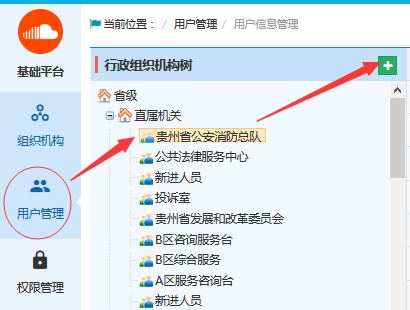 当前位置： / 用户管理 / 用户信息管理
基础平台
组织机构
用户管理
权限管理
行政组织机构树
省级
直属机关
贵州省公安消防总队
公共法律服务中心
新进人员
投诉室
贵州省发展和改革委员会
B区咨询服务台
B区综合服务
A区服务咨询台
新进人员